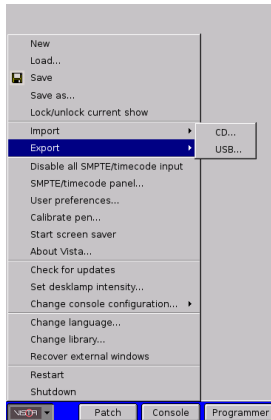 New
Load...
Save
Save as...
Lock/unlock current show
Import
CD...
Export
USB...
Disable all SMPTE/timecode input
SMPTE/timecode panel...
User preferences...
Calibrate pen...
Start screen saver
About Vista...
Check for updates
Set desklamp intensity...
Change console configuration...
Change language...
Change library...
Recover external windows
Restart
Shutdown
VISTA Patch Console Programmer